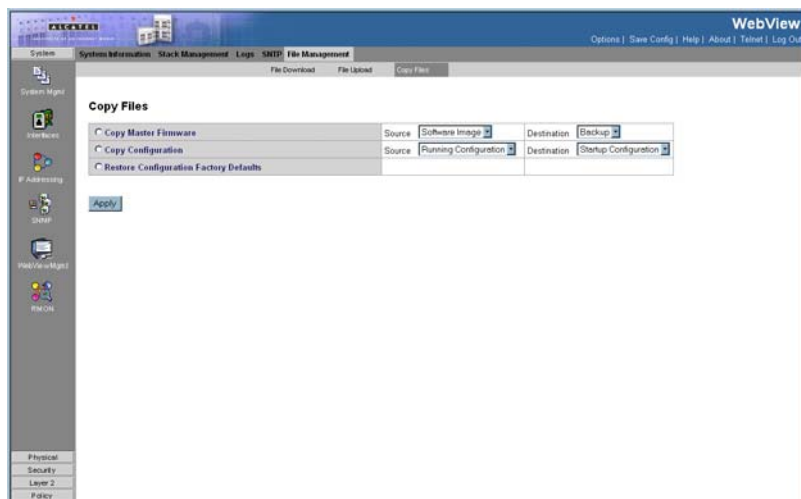 ALCATEL
WebView
Options | Save Config | Help | About | Telnet | Log Out
System
System Information Stack Management Logs SNTP File Management
File Download File Upload Copy Files
System Mgmt
Interfaces
IP Addressing
SNMP
WebViewMgmt
RMON
Copy Files
Copy Master Firmware Source Software Image Destination Backup
Copy Configuration Source Running Configuration Destination Startup Configuration
Restore Configuration Factory Defaults
Apply
Physical
Security
Layer 2
Policy